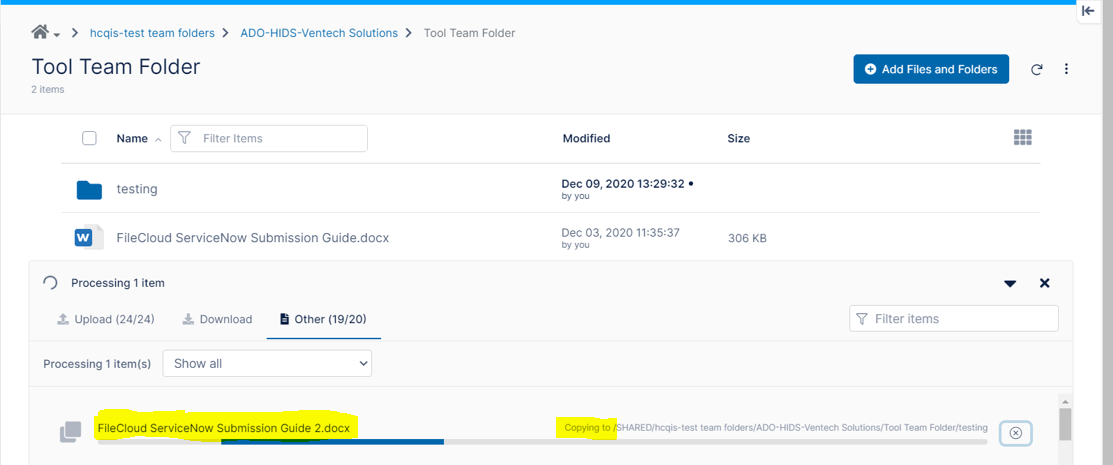 hcqis-test team folders > ADO-HIDS-Ventech Solutions > Tool Team Folder
Tool Team Folder
2 items
Add Files and Folders
Name Filter Items Modified Size
testing Dec 09, 2020 13:29:32 •
by you
W FileCloud ServiceNow Submission Guide.docx Dec 03, 2020 11:35:37 306 KB
by you
Processing 1 item
Upload (24/24) Download Other (19/20) Filter items
Processing 1 item(s) Show all
FileCloud ServiceNow Submission Guide 2.docx Copying to /SHARED/hcqis-test team folders/ADO-HIDS-Ventech Solutions/Tool Team Folder/testing